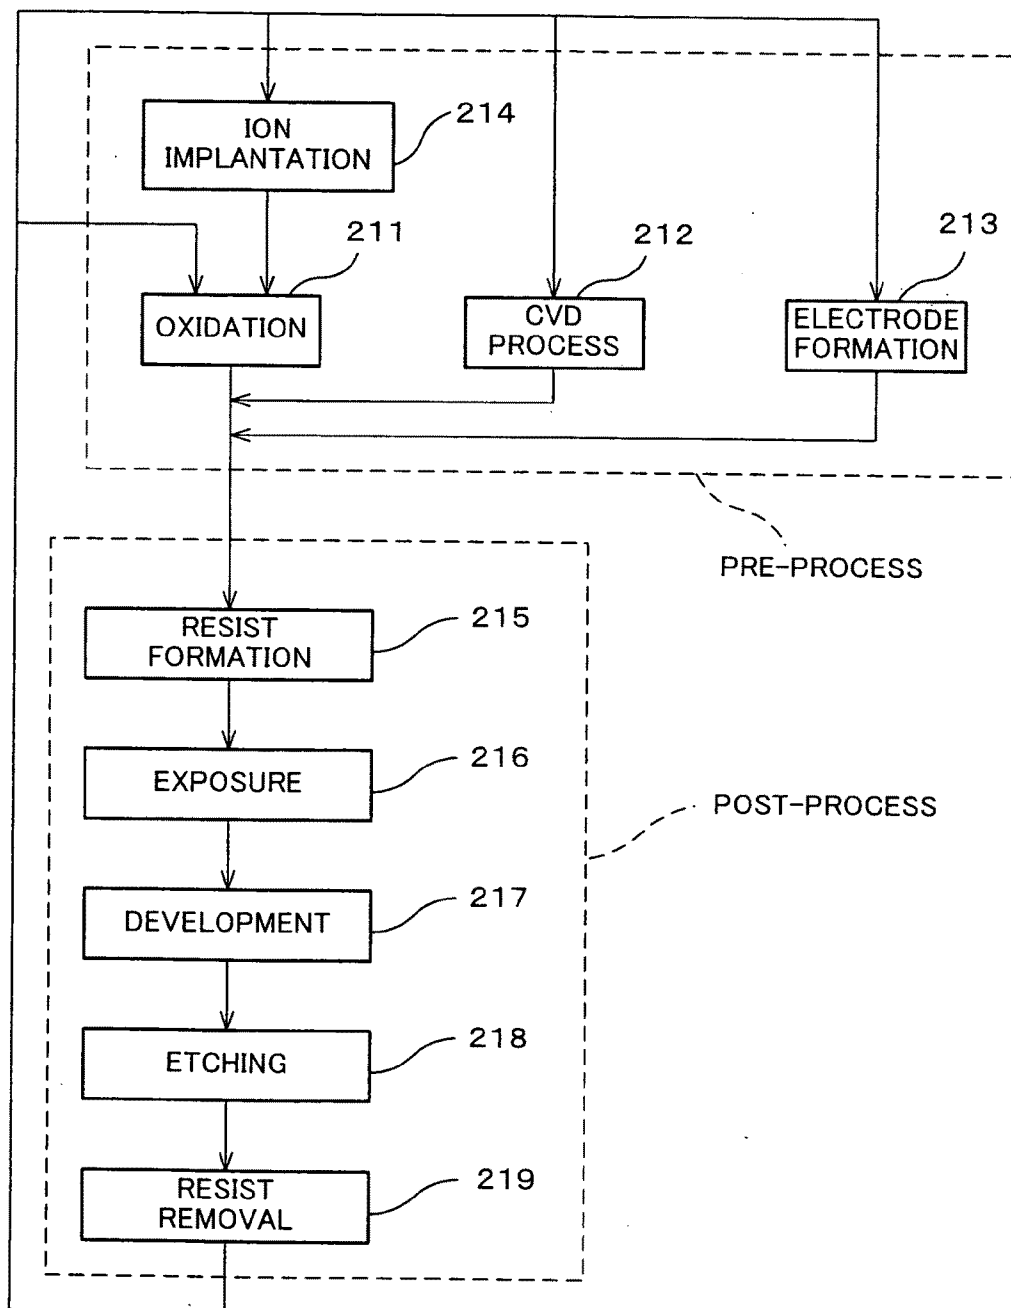 214
ION
IMPLANTATION
211
212
213
OXIDATION
CVD
PROCESS
ELECTRODE
FORMATION
PRE-PROCESS
215
RESIST
FORMATION
216
EXPOSURE
POST-PROCESS
217
DEVELOPMENT
218
ETCHING
219
RESIST
REMOVAL